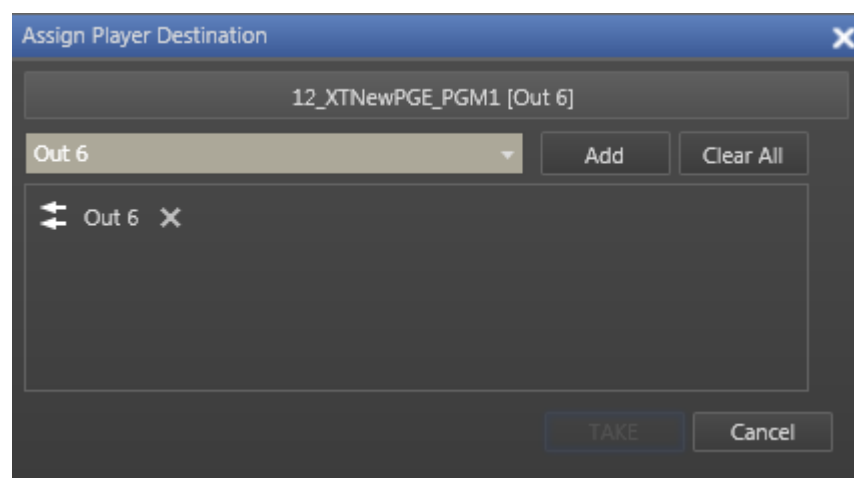 Assign Player Destination
12_XTNewPGE_PGM1 [Out 6]
Out 6
Add
Clear All
Out 6
TAKE
Cancel